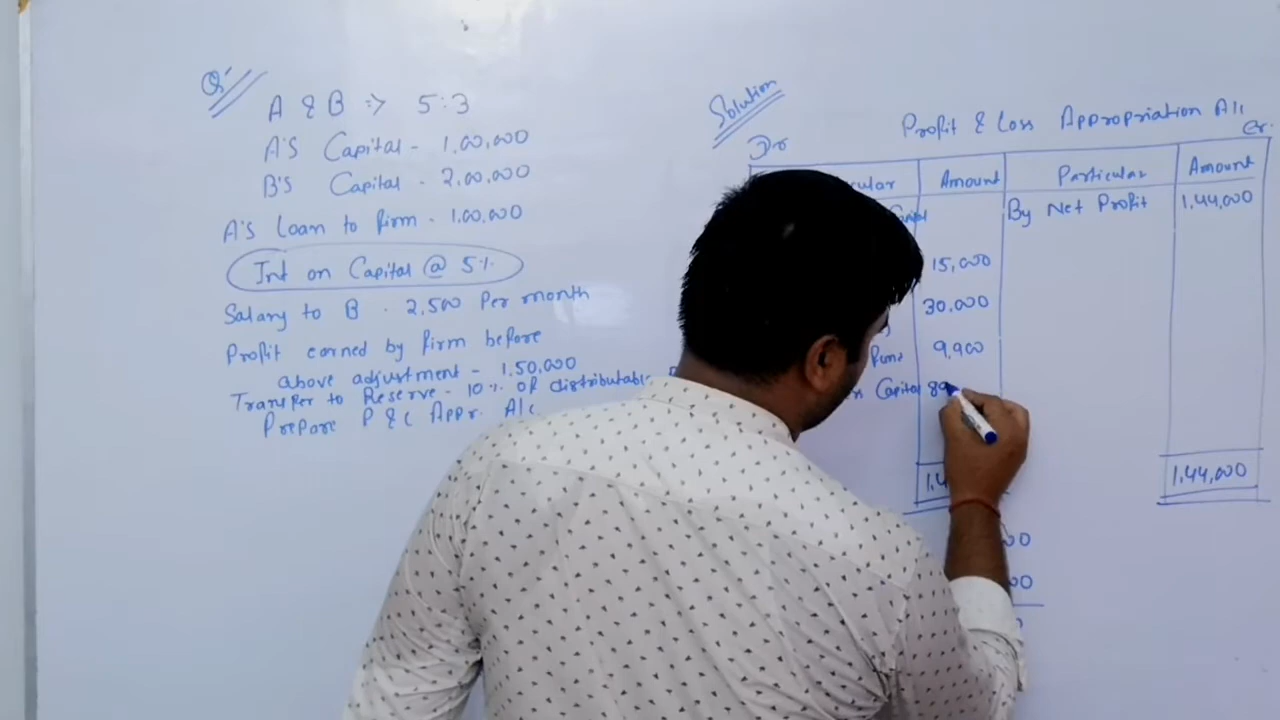 Q:
A & B => 5:3
A'S Capital - 1,00,000
B'S Capital - 2,00,000
A'S Loan to firm - 1,00,000
Int on Capital @ 5%
Salary to B - 2,500 Per month
Profit earned by firm before
above adjustment - 1,50,000
Transfer to Reserve - 10% of distributable
Prepare P & L Appr. A/c
Solution
Profit & Loss Appropriation A/c
Dr Cr.
Amount Particular Amount
By Net Profit 1,44,000
15,000
30,000
9,900
Capital 89
1,44,000